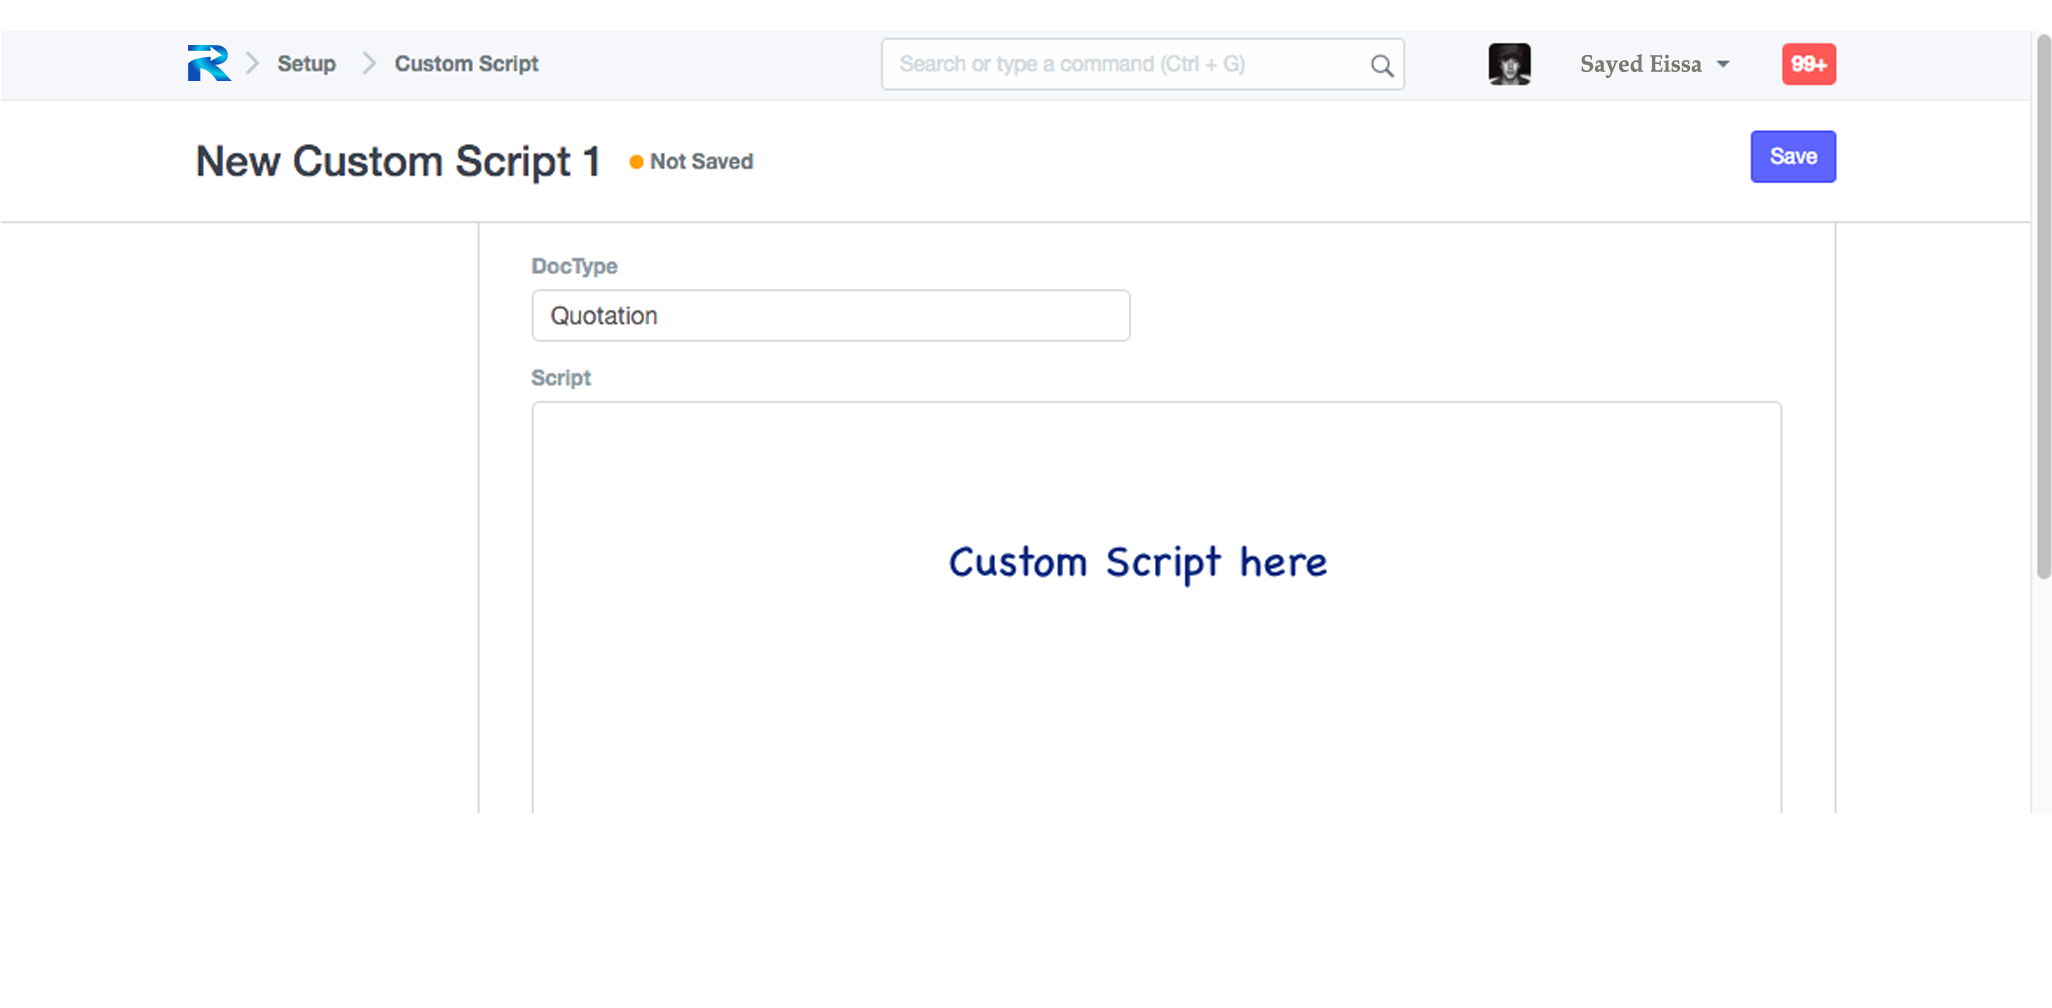 Setup Custom Script Search or type a command (Ctrl + G) Sayed Eissa 99+
New Custom Script 1 Not Saved Save
DocType
Quotation
Script
Custom Script here